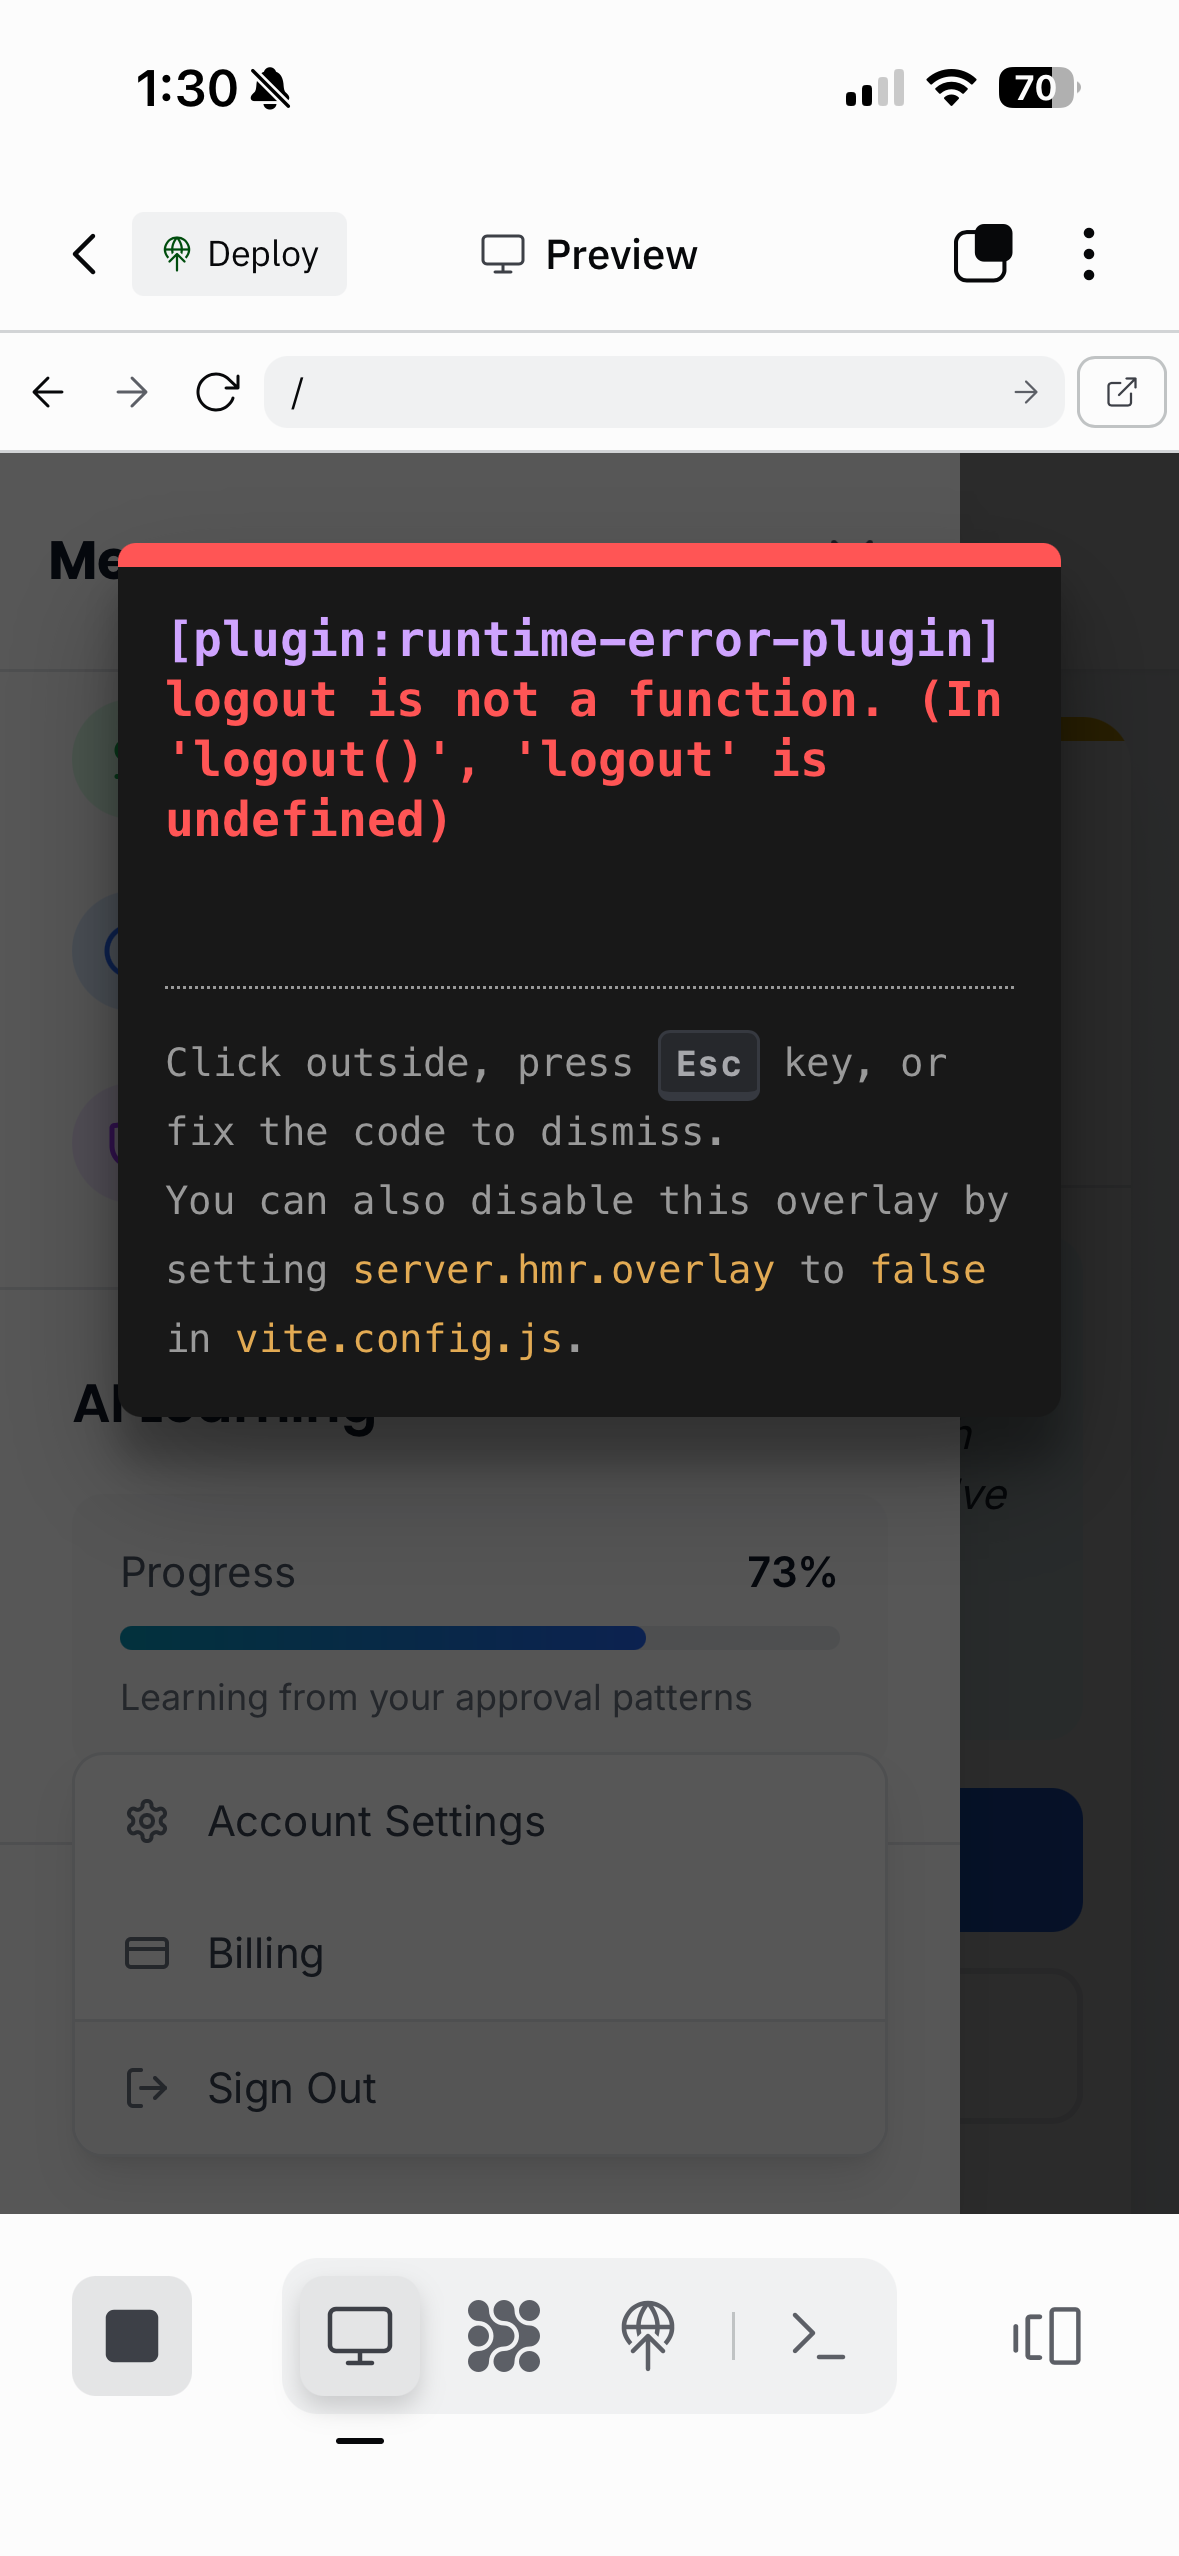 1:30
70
Deploy
Preview
/
Me
[plugin:runtime-error-plugin]
logout is not a function. (In
'logout()', 'logout' is
undefined)
Click outside, press Esc key, or
fix the code to dismiss.
You can also disable this overlay by
setting server.hmr.overlay to false
in vite.config.js.
AI Learning
ve
Progress 73%
Learning from your approval patterns
Account Settings
Billing
Sign Out